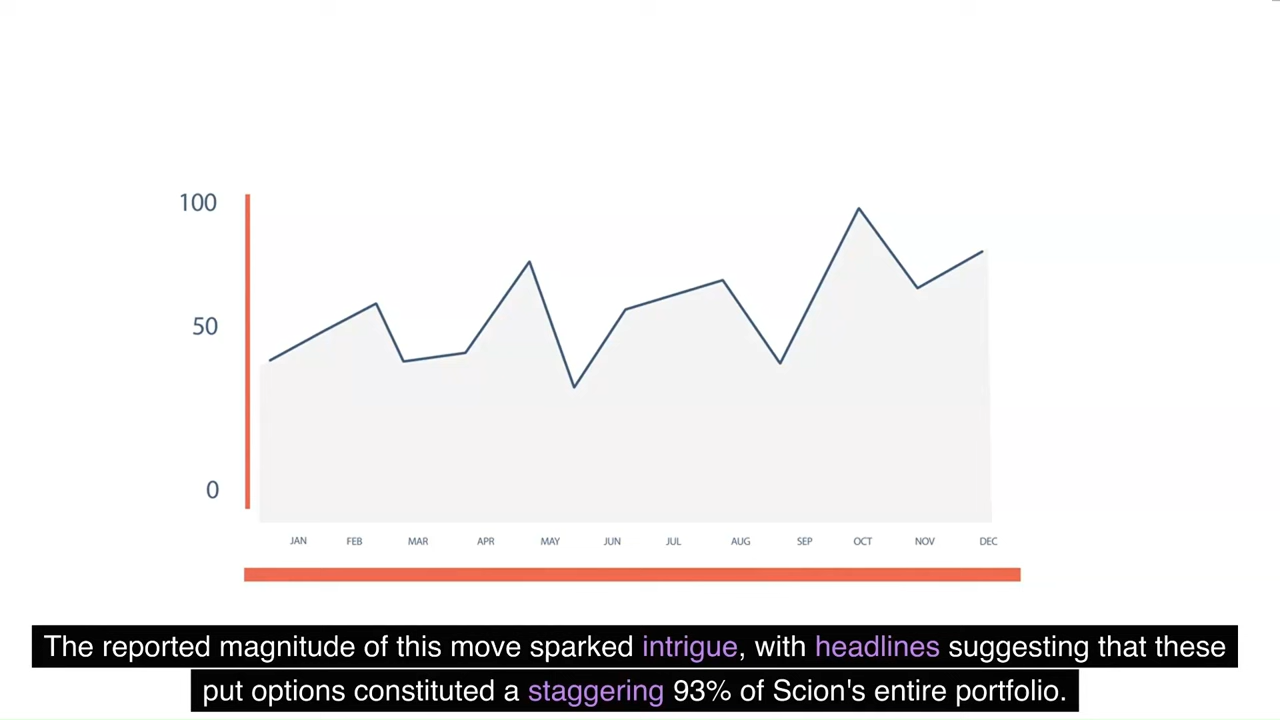 100
50
0
JAN FEB MAR APR MAY JUN JUL AUG SEP OCT NOV DEC
The reported magnitude of this move sparked intrigue, with headlines suggesting that these
put options constituted a staggering 93% of Scion's entire portfolio.